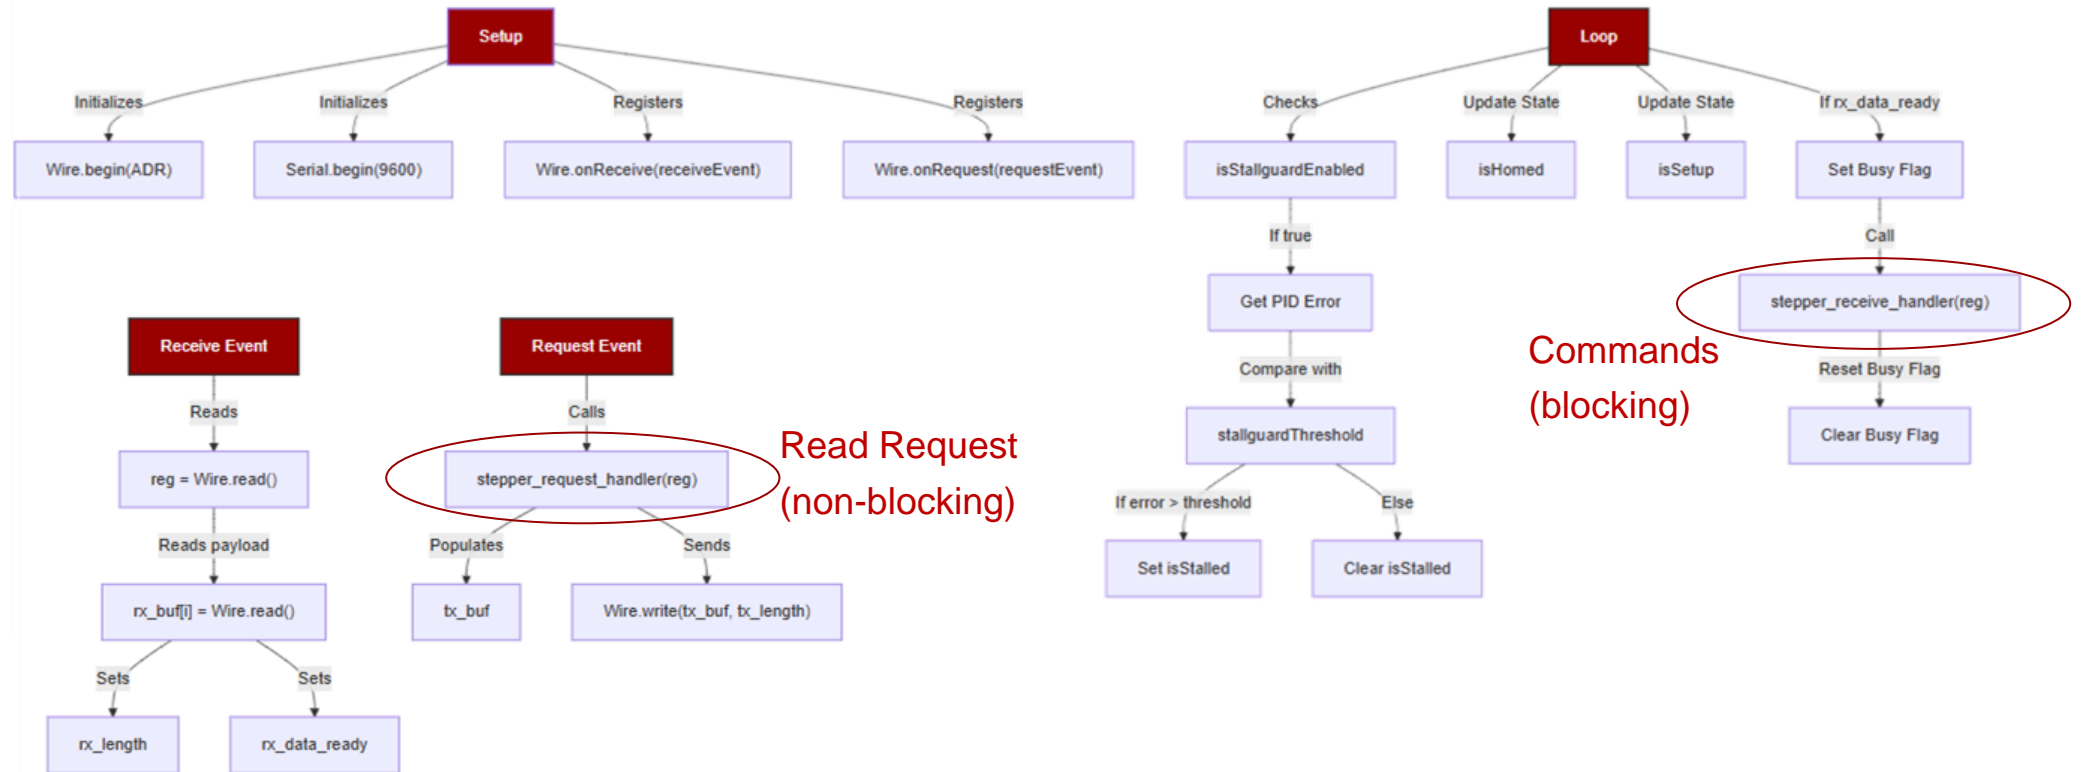 Setup
Loop
Initializes
Initializes
Registers
Registers
Checks
Update State
Update State
If rx_data_ready
Wire.begin(ADR)
Serial.begin(9600)
Wire.onReceive(receiveEvent)
Wire.onRequest(requestEvent)
isStallguardEnabled
isHomed
isSetup
Set Busy Flag
If true
Call
Get PID Error
stepper_receive_handler(reg)
Commands
(blocking)
Compare with
Reset Busy Flag
stallguardThreshold
Clear Busy Flag
If error > threshold
Else
Set isStalled
Clear isStalled
Receive Event
Request Event
Reads
Calls
reg = Wire.read()
stepper_request_handler(reg)
Read Request
(non-blocking)
Reads payload
Populates
Sends
rx_buf[i] = Wire.read()
tx_buf
Wire.write(tx_buf, tx_length)
Sets
Sets
rx_length
rx_data_ready